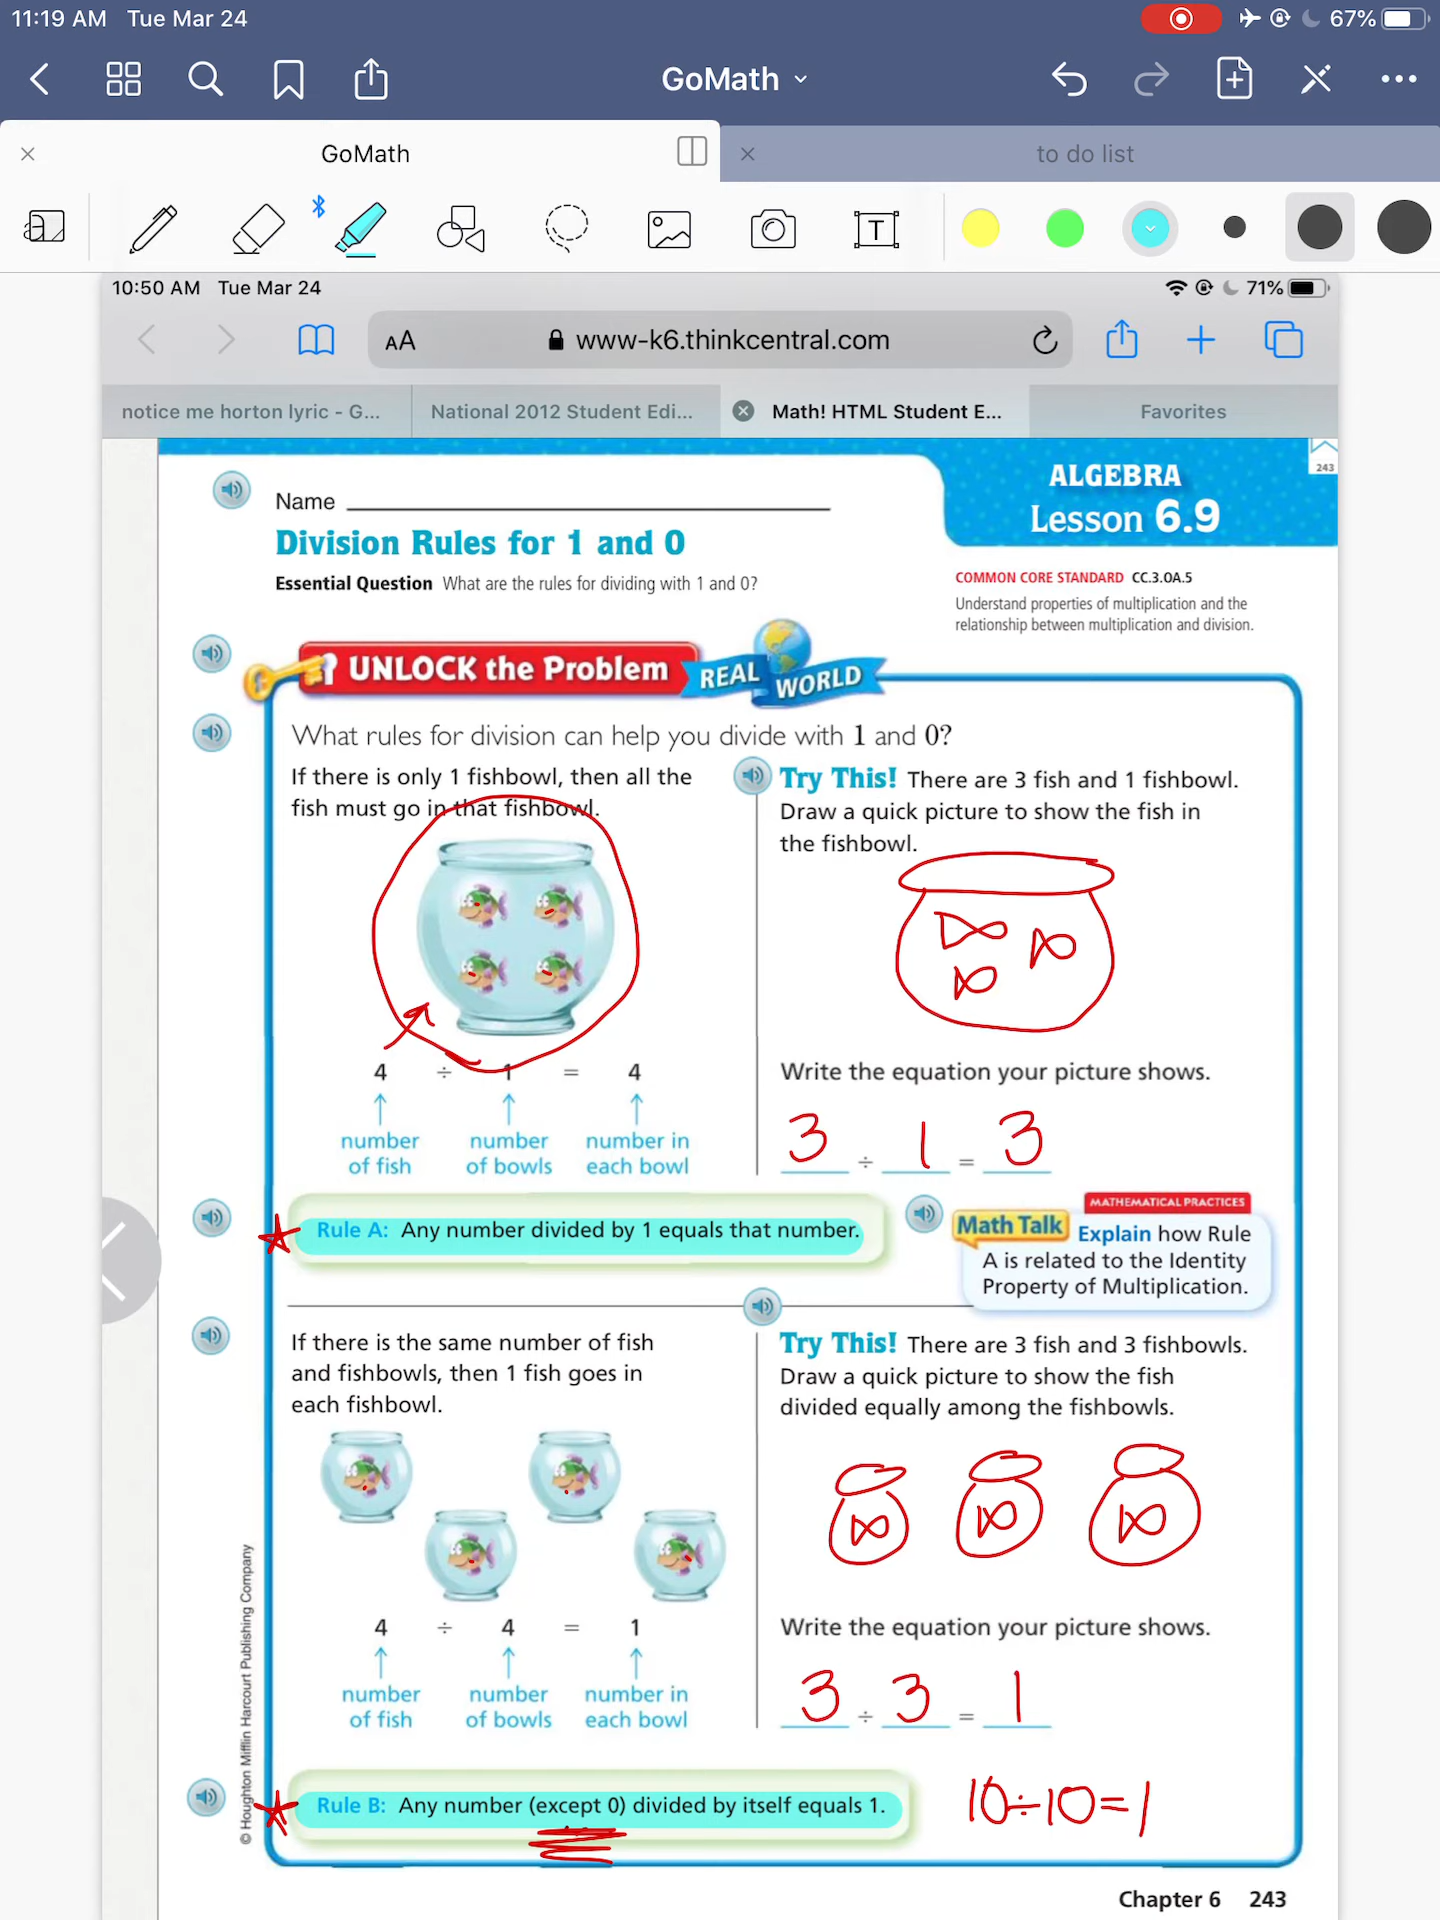 11:19 AM Tue Mar 24
67%
GoMath
GoMath
to do list
a
T
10:50 AM Tue Mar 24
71%
AA
www-k6.thinkcentral.com
notice me horton lyric - G...
National 2012 Student Edi...
Math! HTML Student E...
Favorites
243
ALGEBRA
Lesson 6.9
Name
Division Rules for 1 and 0
Essential Question What are the rules for dividing with 1 and 0?
COMMON CORE STANDARD CC.3.OA.5
Understand properties of multiplication and the
relationship between multiplication and division.
UNLOCK the Problem
REAL WORLD
What rules for division can help you divide with 1 and 0?
If there is only 1 fishbowl, then all the
fish must go in that fishbowl.
4 ÷ 1 = 4
number of fish
number of bowls
number in each bowl
Try This! There are 3 fish and 1 fishbowl.
Draw a quick picture to show the fish in
the fishbowl.
Write the equation your picture shows.
3 ÷ 1 = 3
Rule A: Any number divided by 1 equals that number.
MATHEMATICAL PRACTICES
Math Talk Explain how Rule
A is related to the Identity
Property of Multiplication.
If there is the same number of fish
and fishbowls, then 1 fish goes in
each fishbowl.
4 ÷ 4 = 1
number of fish
number of bowls
number in each bowl
Try This! There are 3 fish and 3 fishbowls.
Draw a quick picture to show the fish
divided equally among the fishbowls.
Write the equation your picture shows.
3 ÷ 3 = 1
Rule B: Any number (except 0) divided by itself equals 1.
10÷10=1
© Houghton Mifflin Harcourt Publishing Company
Chapter 6 243